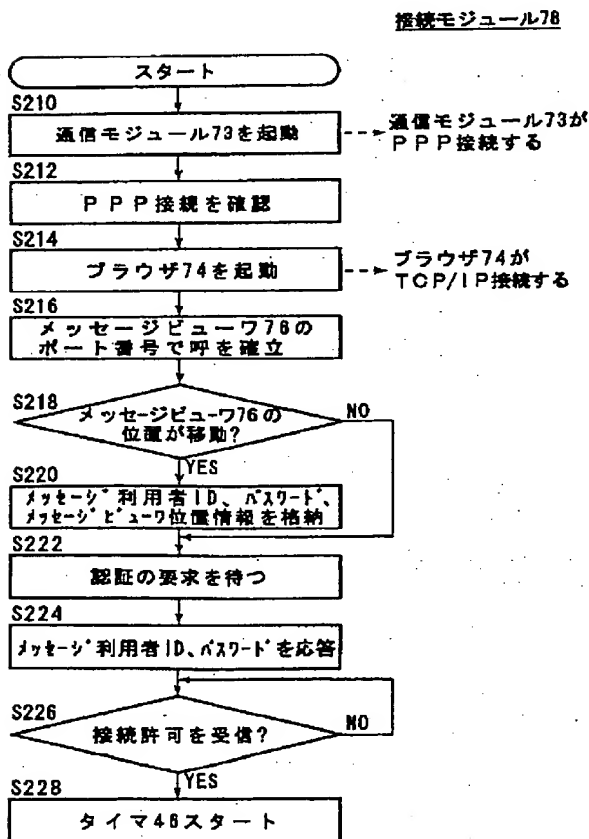 接続モジュール78
スタート
S210
通信モジュール73を起動
通信モジュール73が
PPP接続する
S212
PPP接続を確認
S214
ブラウザ74を起動
ブラウザ74が
TCP/IP接続する
S216
メッセージビューワ76の
ポート番号で呼を確立
S218
メッセージビューワ76の
位置が移動?
NO
YES
S220
メッセージ利用者ID、パスワード、
メッセージビューワ位置情報を格納
S222
認証の要求を待つ
S224
メッセージ利用者ID、パスワードを応答
S226
接続許可を受信?
NO
YES
S228
タイマ46スタート